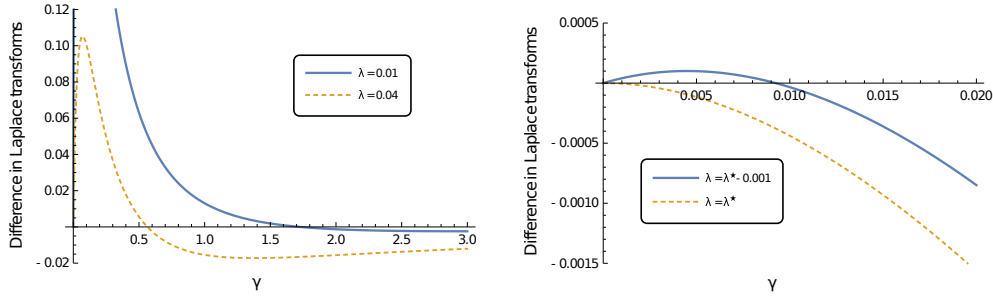 Difference in Laplace transforms
0.12
0.10
0.08
0.06
0.04
0.02
- 0.02
0.5
1.0
1.5
2.0
2.5
3.0
γ
λ = 0.01
λ = 0.04
Difference in Laplace transforms
0.0005
- 0.0005
- 0.0010
- 0.0015
0.005
0.010
0.015
0.020
γ
λ = λ★- 0.001
λ = λ★